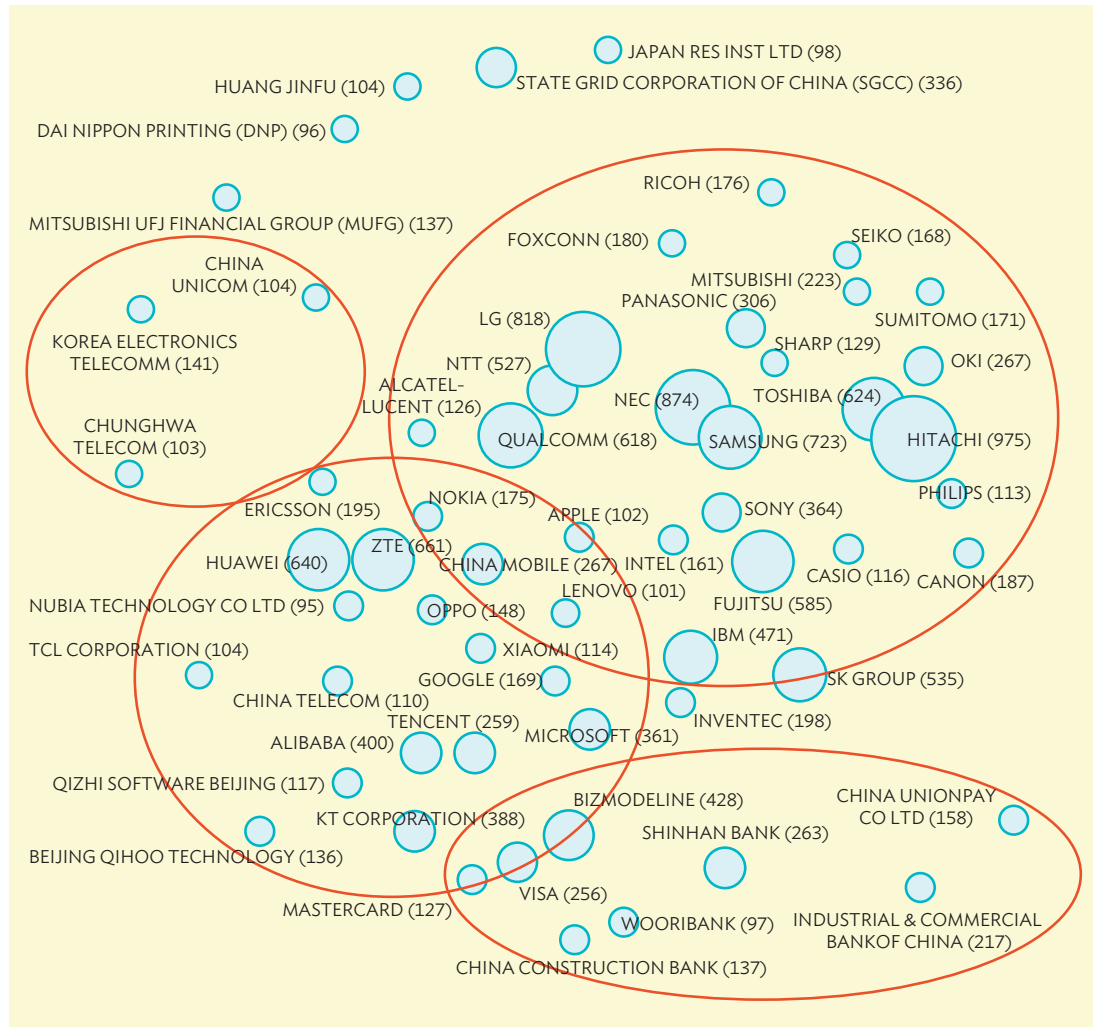 JAPAN RES INST LTD (98)
STATE GRID CORPORATION OF CHINA (SGCC) (336)
HUANG JINFU (104)
DAI NIPPON PRINTING (DNP) (96)
MITSUBISHI UFJ FINANCIAL GROUP (MUFG) (137)
CHINA
UNICOM (104)
KOREA ELECTRONICS
TELECOMM (141)
CHUNGHWA
TELECOM (103)
RICOH (176)
FOXCONN (180)
SEIKO (168)
MITSUBISHI (223)
PANASONIC (306)
SUMITOMO (171)
LG (818)
SHARP (129)
NTT (527)
OKI (267)
ALCATEL-
LUCENT (126)
NEC (874)
TOSHIBA (624)
QUALCOMM (618)
SAMSUNG (723)
HITACHI (975)
PHILIPS (113)
ERICSSON (195)
NOKIA (175)
APPLE (102)
SONY (364)
HUAWEI (640)
ZTE (661)
CHINA MOBILE (267)
INTEL (161)
CASIO (116)
CANON (187)
LENOVO (101)
FUJITSU (585)
NUBIA TECHNOLOGY CO LTD (95)
OPPO (148)
IBM (471)
TCL CORPORATION (104)
XIAOMI (114)
GOOGLE (169)
SK GROUP (535)
CHINA TELECOM (110)
INVENTEC (198)
TENCENT (259)
MICROSOFT (361)
ALIBABA (400)
QIZHI SOFTWARE BEIJING (117)
KT CORPORATION (388)
BEIJING QIHOO TECHNOLOGY (136)
BIZMODELINE (428)
CHINA UNIONPAY
CO LTD (158)
SHINHAN BANK (263)
VISA (256)
MASTERCARD (127)
WOORIBANK (97)
INDUSTRIAL & COMMERCIAL
BANKOF CHINA (217)
CHINA CONSTRUCTION BANK (137)